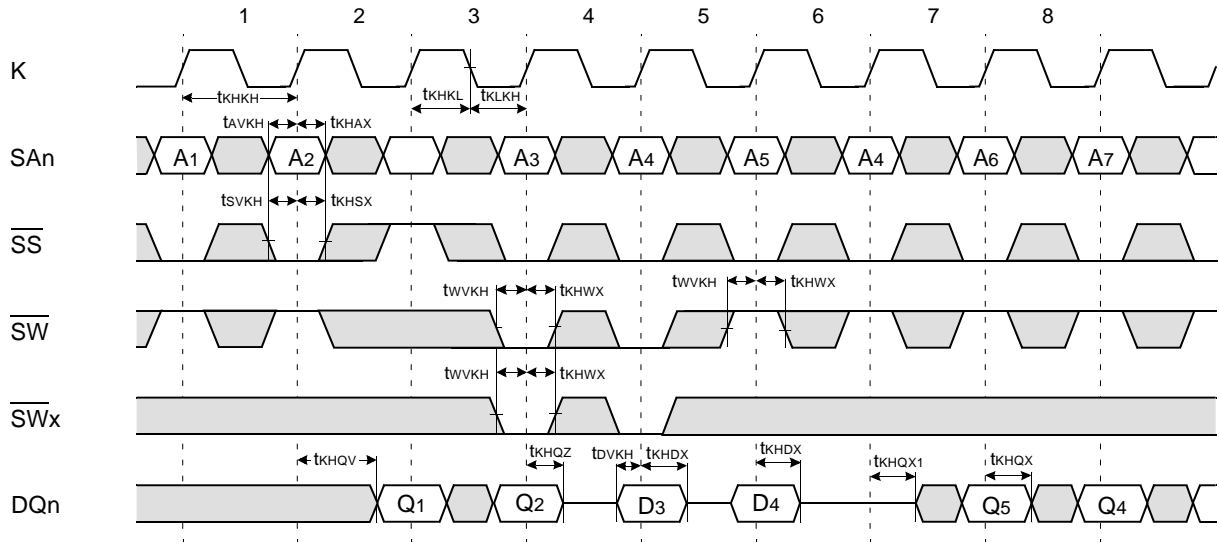 1 2 3 4 5 6 7 8
K
tKHKH tKHKL tKLKH
tAVKH tKHAX
SAn A1 A2 A3 A4 A5 A4 A6 A7
tSVKH tKHSX
SS
tWVKH tKHWX tWVKH tKHWX
SW
tWVKH tKHWX
SWx
tKHQV tKHQZ tDVKH tKHDX tKHDX tKHQX1 tKHQX
DQn Q1 Q2 D3 D4 Q5 Q4